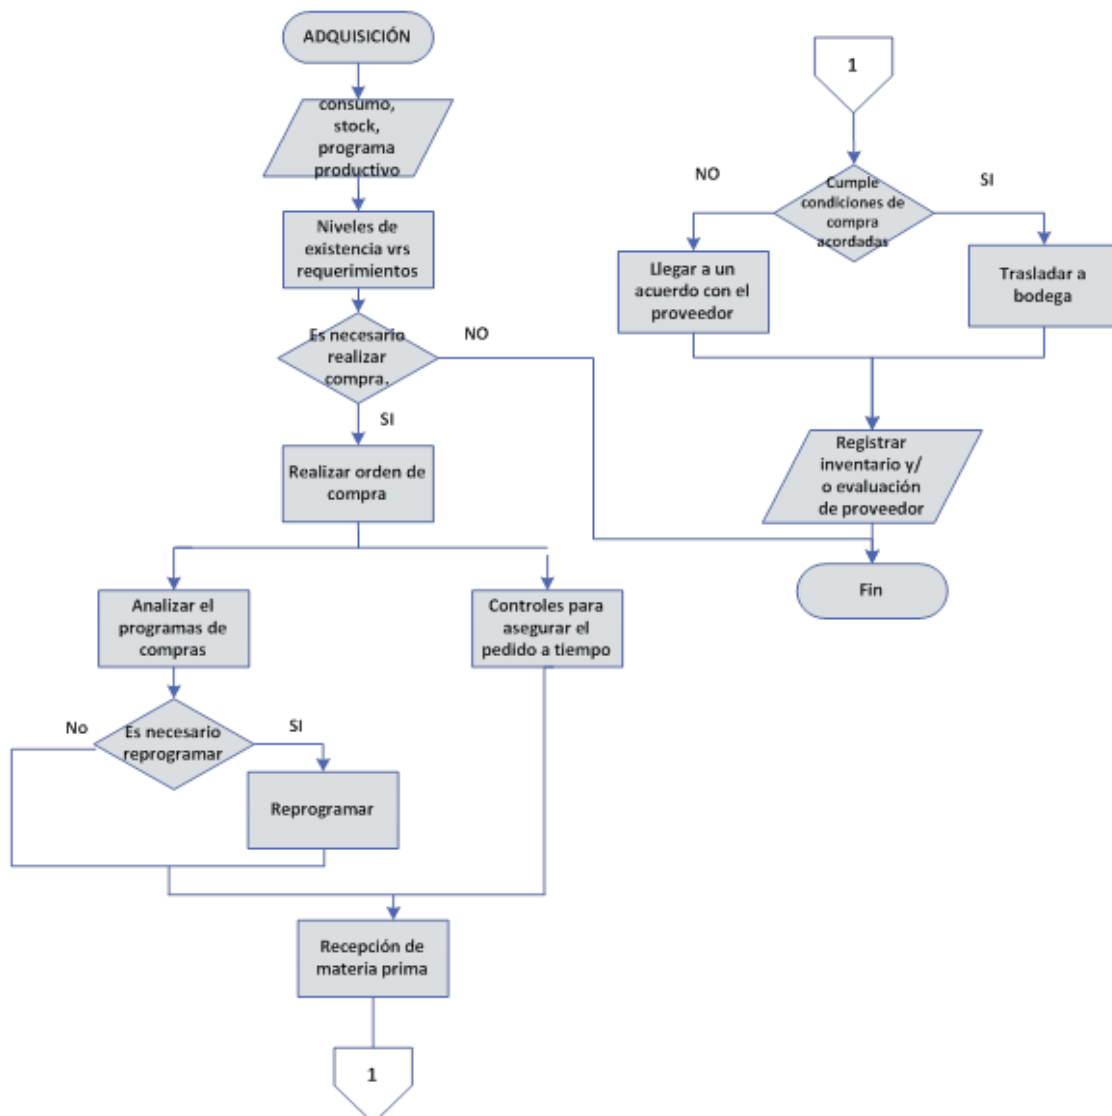 ADQUISICIÓN
consumo,
stock,
programa
productivo
Niveles de
existencia vrs
requerimientos
Es necesario
realizar
compra.
NO
SI
Realizar orden de
compra
Analizar el
programas de
compras
Controles para
asegurar el
pedido a tiempo
No
Es necesario
reprogramar
SI
Reprogramar
Recepción de
materia prima
1
1
NO
Cumple
condiciones de
compra
acordadas
SI
Llegar a un
acuerdo con el
proveedor
Trasladar a
bodega
Registrar
inventario y/
o evaluación
de proveedor
Fin